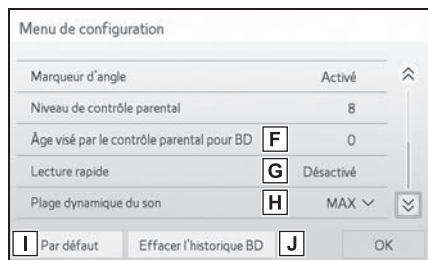 Menu de configuration
Marqueur d'angle Activé
Niveau de contrôle parental 8
Âge visé par le contrôle parental pour BD F 0
Lecture rapide G Désactivé
Plage dynamique du son H MAX
I Par défaut Effacer l'historique BD J OK